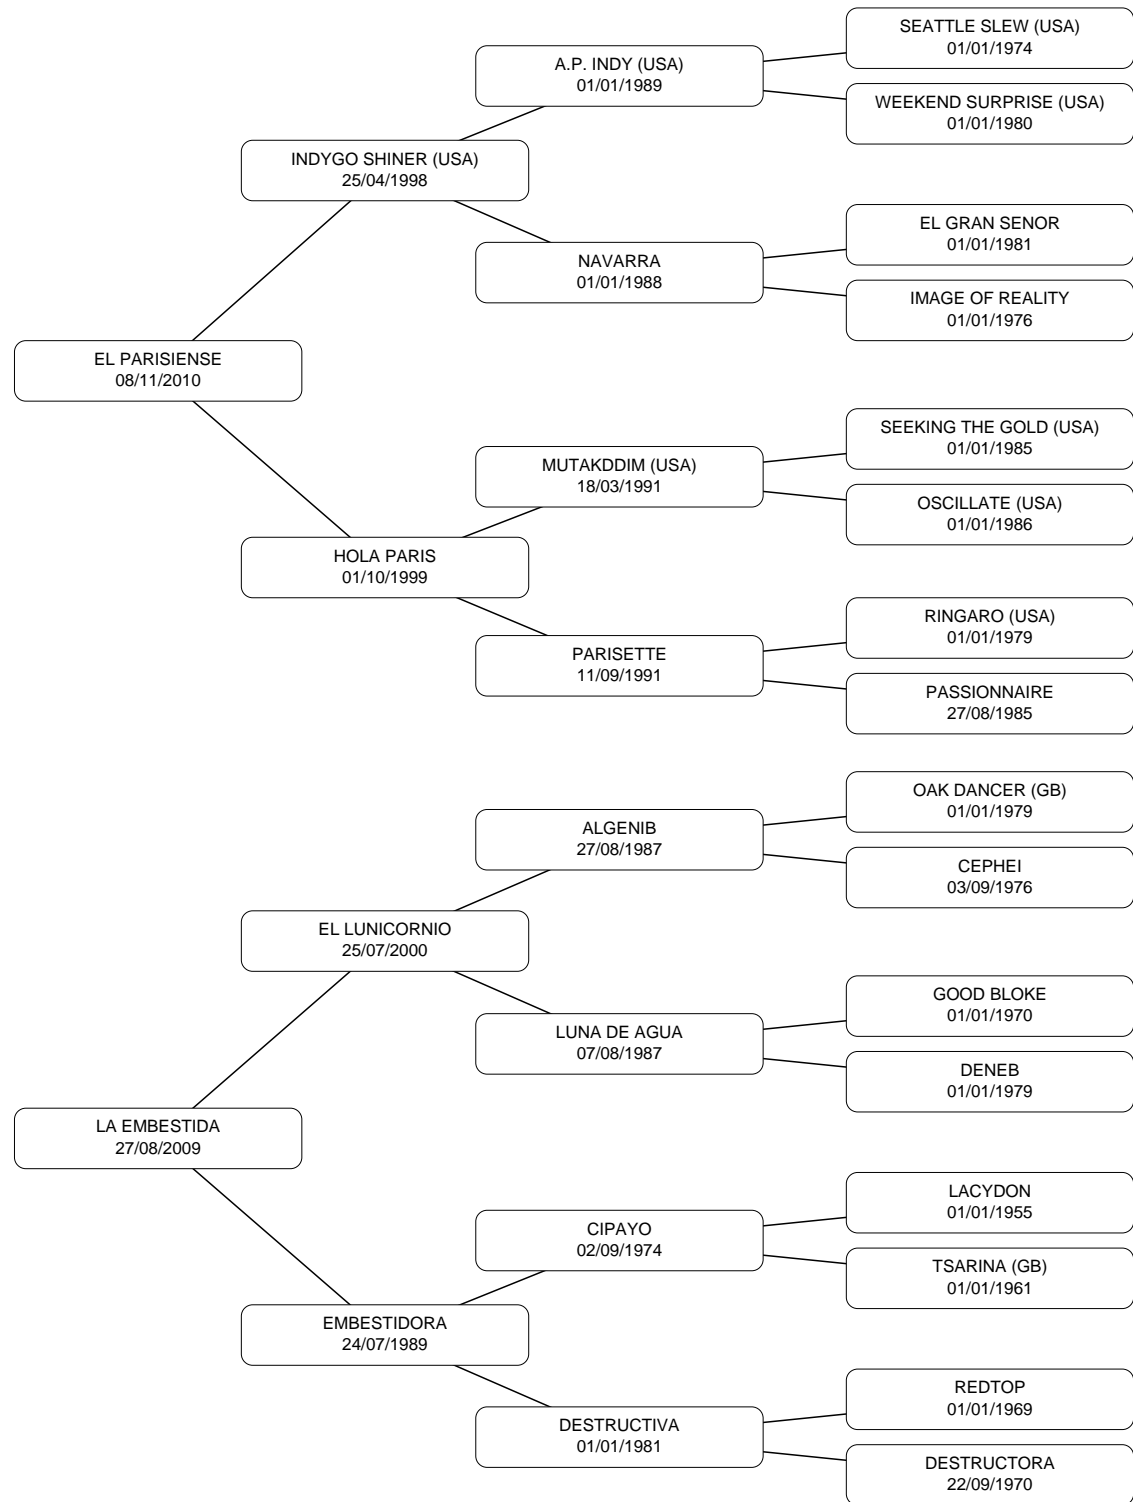 SEATTLE SLEW (USA)
01/01/1974
A.P. INDY (USA)
01/01/1989
WEEKEND SURPRISE (USA)
01/01/1980
INDYGO SHINER (USA)
25/04/1998
EL GRAN SENOR
01/01/1981
NAVARRA
01/01/1988
IMAGE OF REALITY
01/01/1976
EL PARISIENSE
08/11/2010
SEEKING THE GOLD (USA)
01/01/1985
MUTAKDDIM (USA)
18/03/1991
OSCILLATE (USA)
01/01/1986
HOLA PARIS
01/10/1999
RINGARO (USA)
01/01/1979
PARISETTE
11/09/1991
PASSIONNAIRE
27/08/1985
OAK DANCER (GB)
01/01/1979
ALGENIB
27/08/1987
CEPHEI
03/09/1976
EL LUNICORNIO
25/07/2000
GOOD BLOKE
01/01/1970
LUNA DE AGUA
07/08/1987
DENEB
01/01/1979
LA EMBESTIDA
27/08/2009
LACYDON
01/01/1955
CIPAYO
02/09/1974
TSARINA (GB)
01/01/1961
EMBESTIDORA
24/07/1989
REDTOP
01/01/1969
DESTRUCTIVA
01/01/1981
DESTRUCTORA
22/09/1970